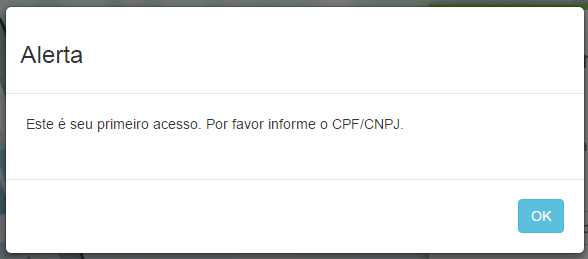 Alerta
Este é seu primeiro acesso. Por favor informe o CPF/CNPJ.
OK